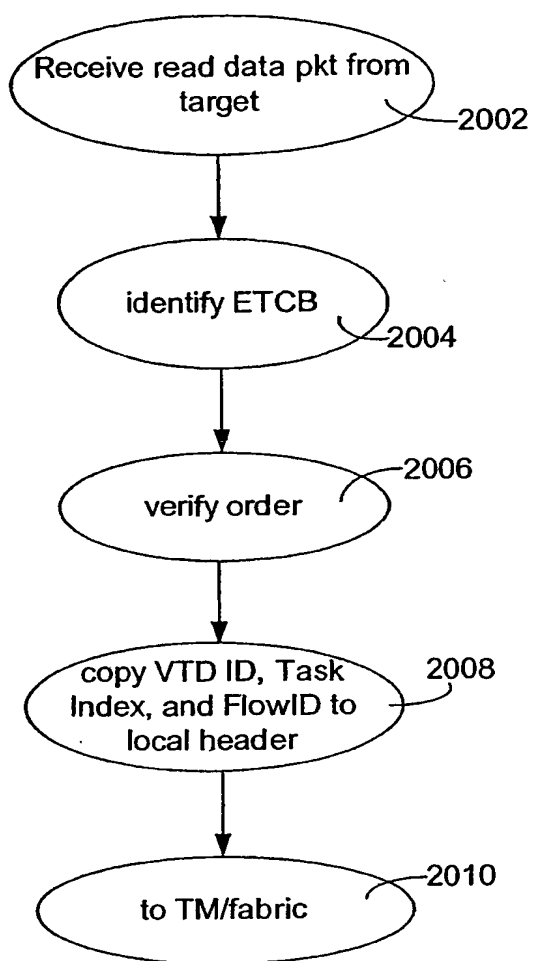 Receive read data pkt from
target
2002
identify ETCB
2004
2006
verify order
copy VTD ID, Task
Index, and FlowID to
local header
2008
2010
to TM/fabric